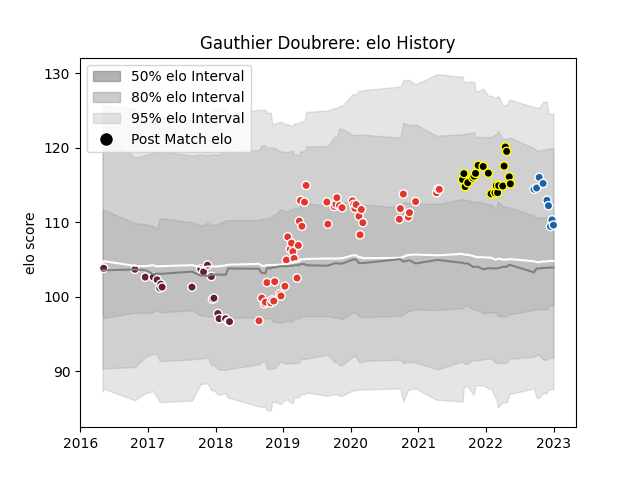 Gauthier Doubrere: elo History
50% elo Interval
80% elo Interval
95% elo Interval
Post Match elo
elo score
130
120
110
100
90
2016 2017 2018 2019 2020 2021 2022 2023